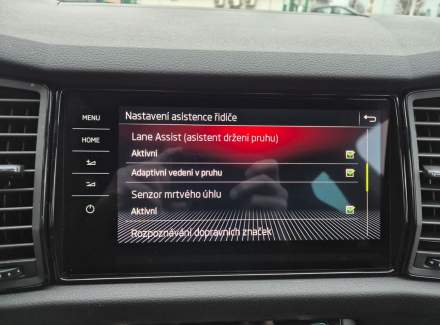 MENU
HOME
Nastavení asistence řidiče
Lane Assist (asistent držení pruhu)
Aktivní
Adaptivní vedení v pruhu
Senzor mrtvého úhlu
Aktivní
Rozpoznávání dopravních značek